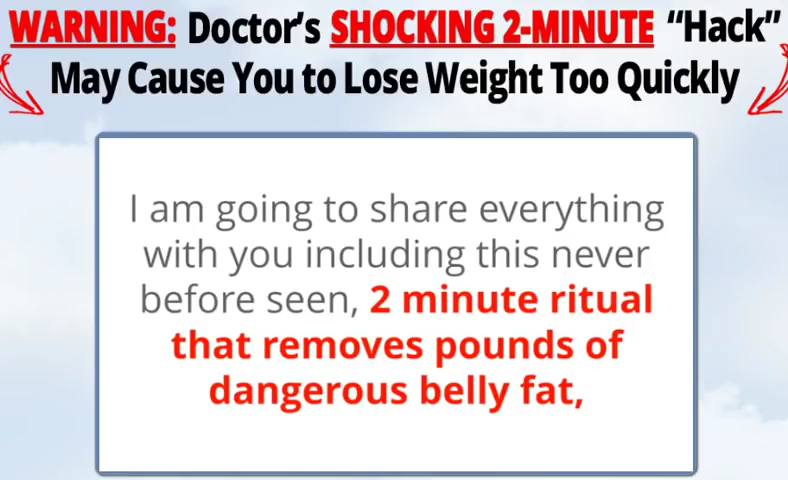 WARNING: Doctor's SHOCKING 2-MINUTE “Hack”
May Cause You to Lose Weight Too Quickly
I am going to share everything
with you including this never
before seen, 2 minute ritual
that removes pounds of
dangerous belly fat,